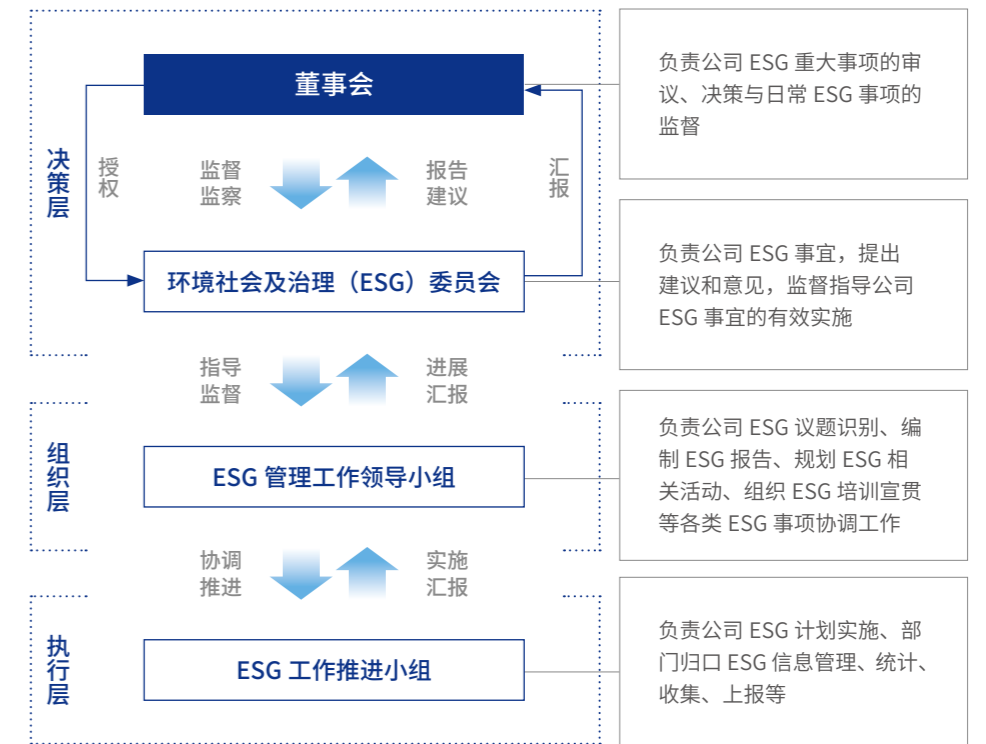 董事会
负责公司 ESG 重大事项的审
议、决策与日常 ESG 事项的
监督
决策层
授权
监督
监察
报告
建议
汇报
环境社会及治理（ESG）委员会
负责公司 ESG 事宜，提出
建议和意见，监督指导公司
ESG 事宜的有效实施
指导
监督
进展
汇报
组织层
ESG 管理工作领导小组
负责公司 ESG 议题识别、编
制 ESG 报告、规划 ESG 相
关活动、组织 ESG 培训宣贯
等各类 ESG 事项协调工作
协调
推进
实施
汇报
执行层
ESG 工作推进小组
负责公司 ESG 计划实施、部
门归口 ESG 信息管理、统计、
收集、上报等